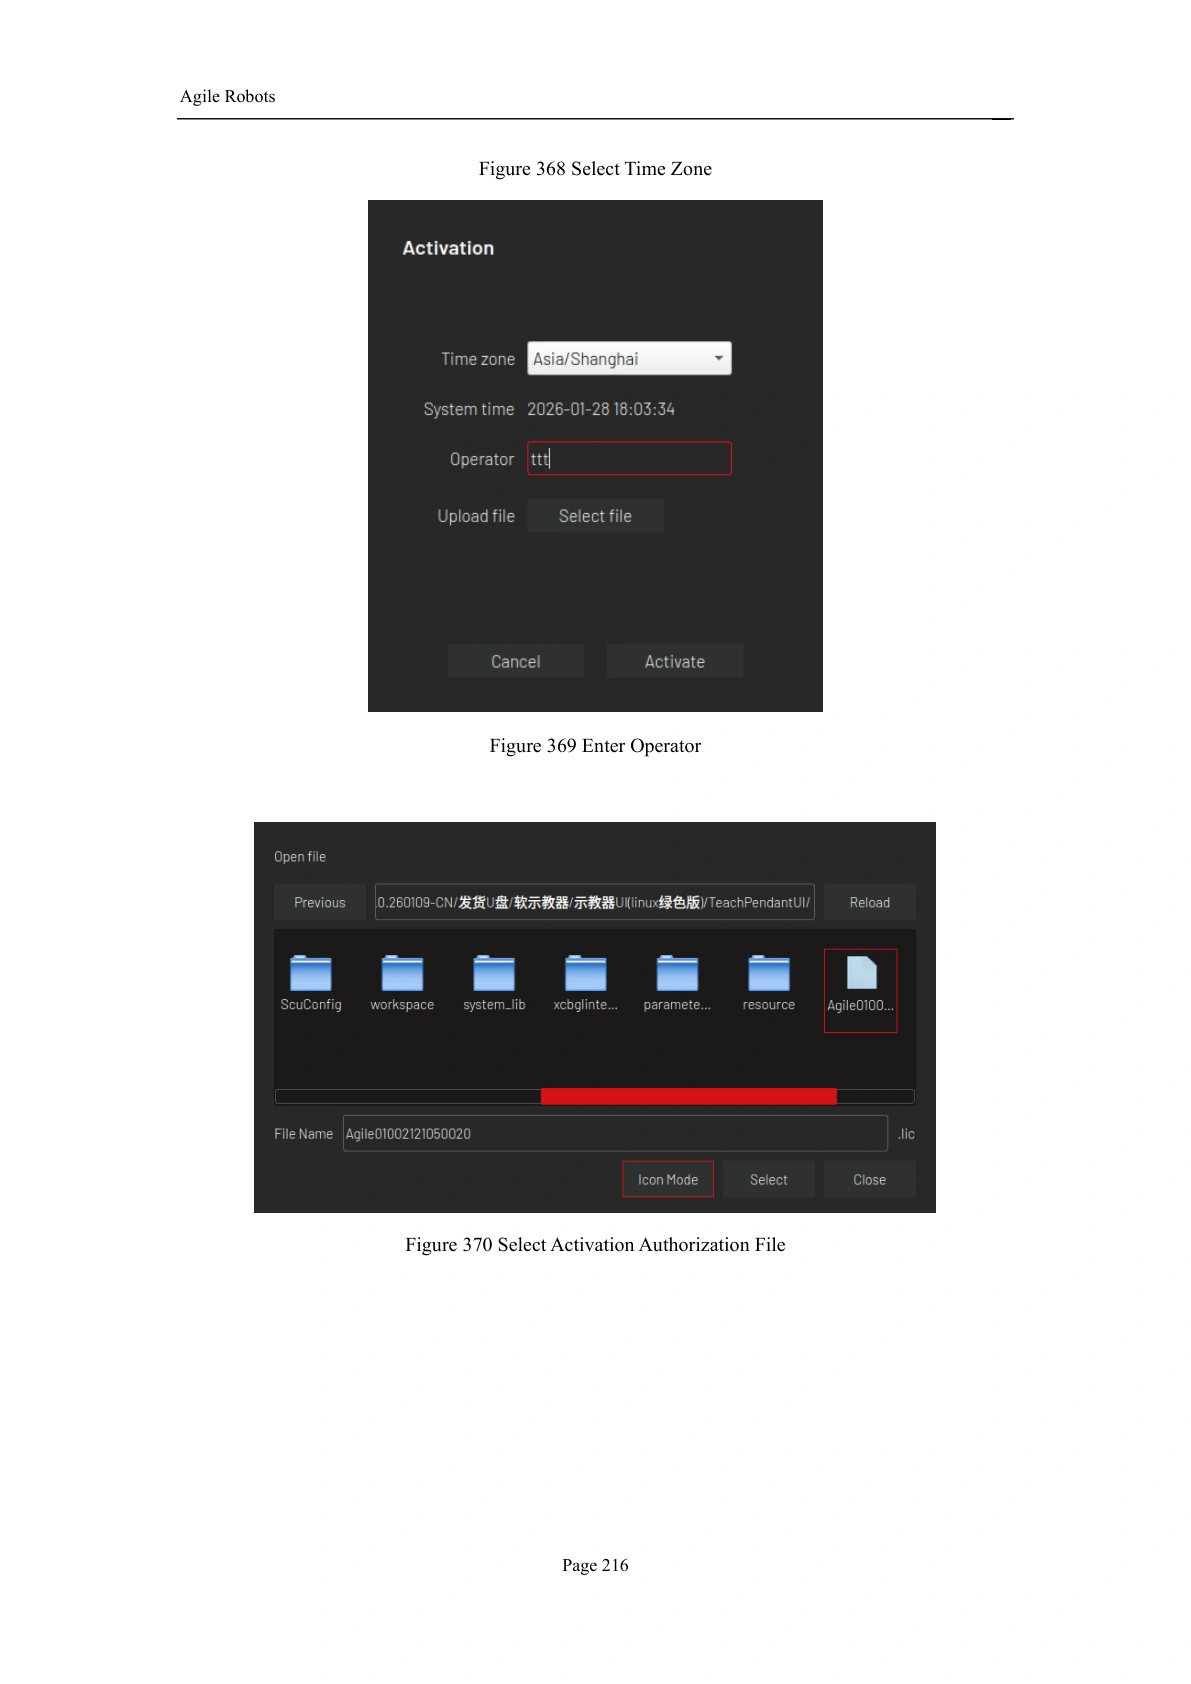 Agile Robots
Figure 368 Select Time Zone
Activation
Time zone Asia/Shanghai
System time 2026-01-28 18:03:34
Operator ttt
Upload file Select file
Cancel Activate
Figure 369 Enter Operator
Open file
Previous .0.260109-CN/发货U盘/软示教器/示教器UI(linux绿色版)/TeachPendantUI/ Reload
ScuConfig workspace system_lib xcbglinte... paramete... resource Agile0100...
File Name Agile01002121050020 .lic
Icon Mode Select Close
Figure 370 Select Activation Authorization File
Page 216